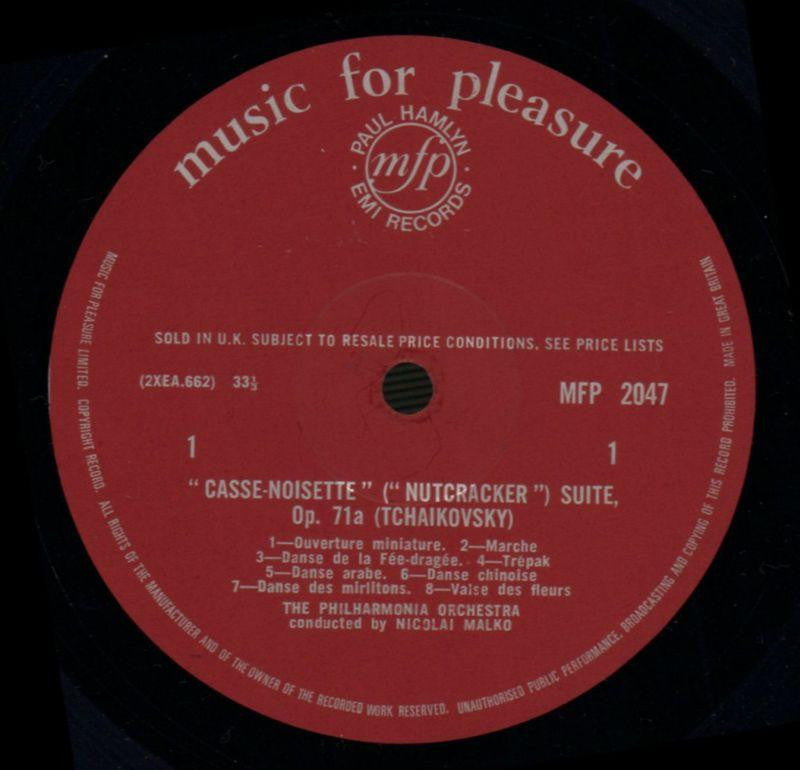 music for pleasure
PAUL HAMLYN
mfp
EMI RECORDS
SOLD IN U.K. SUBJECT TO RESALE PRICE CONDITIONS, SEE PRICE LISTS
(2XEA.662) 33⅓
MFP 2047
1
1
" CASSE-NOISETTE " (" NUTCRACKER ") SUITE,
Op. 71a (TCHAIKOVSKY)
1—Ouverture miniature. 2—Marche
3—Danse de la Fée-dragée. 4—Trépak
5—Danse arabe. 6—Danse chinoise
7—Danse des mirlitons. 8—Valse des fleurs
THE PHILHARMONIA ORCHESTRA
conducted by NICOLAI MALKO
MUSIC FOR PLEASURE LIMITED. COPYRIGHT RECORD. ALL RIGHTS OF THE MANUFACTURER AND OF THE OWNER OF THE RECORDED WORK RESERVED. UNAUTHORISED PUBLIC PERFORMANCE, BROADCASTING AND COPYING OF THIS RECORD PROHIBITED. MADE IN GREAT BRITAIN